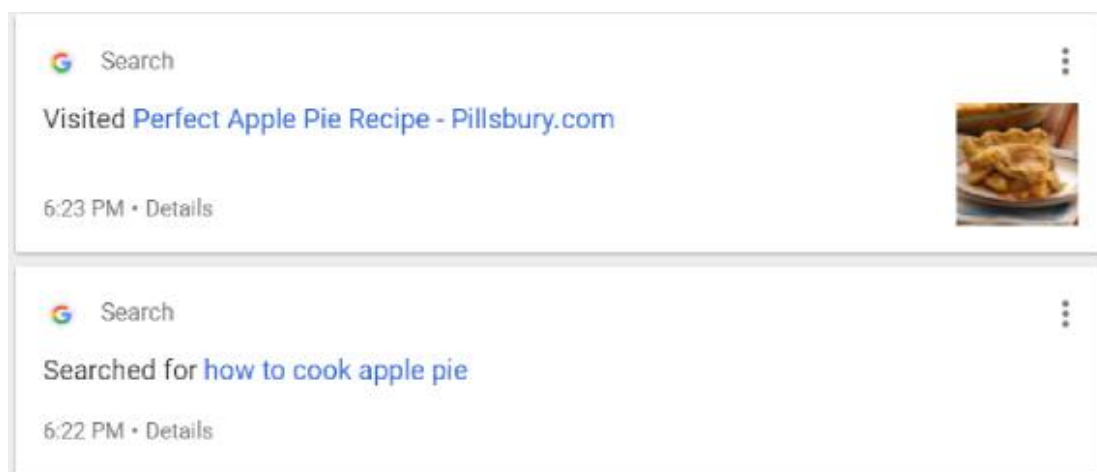 Search
Visited Perfect Apple Pie Recipe - Pillsbury.com
6:23 PM • Details
Search
Searched for how to cook apple pie
6:22 PM • Details